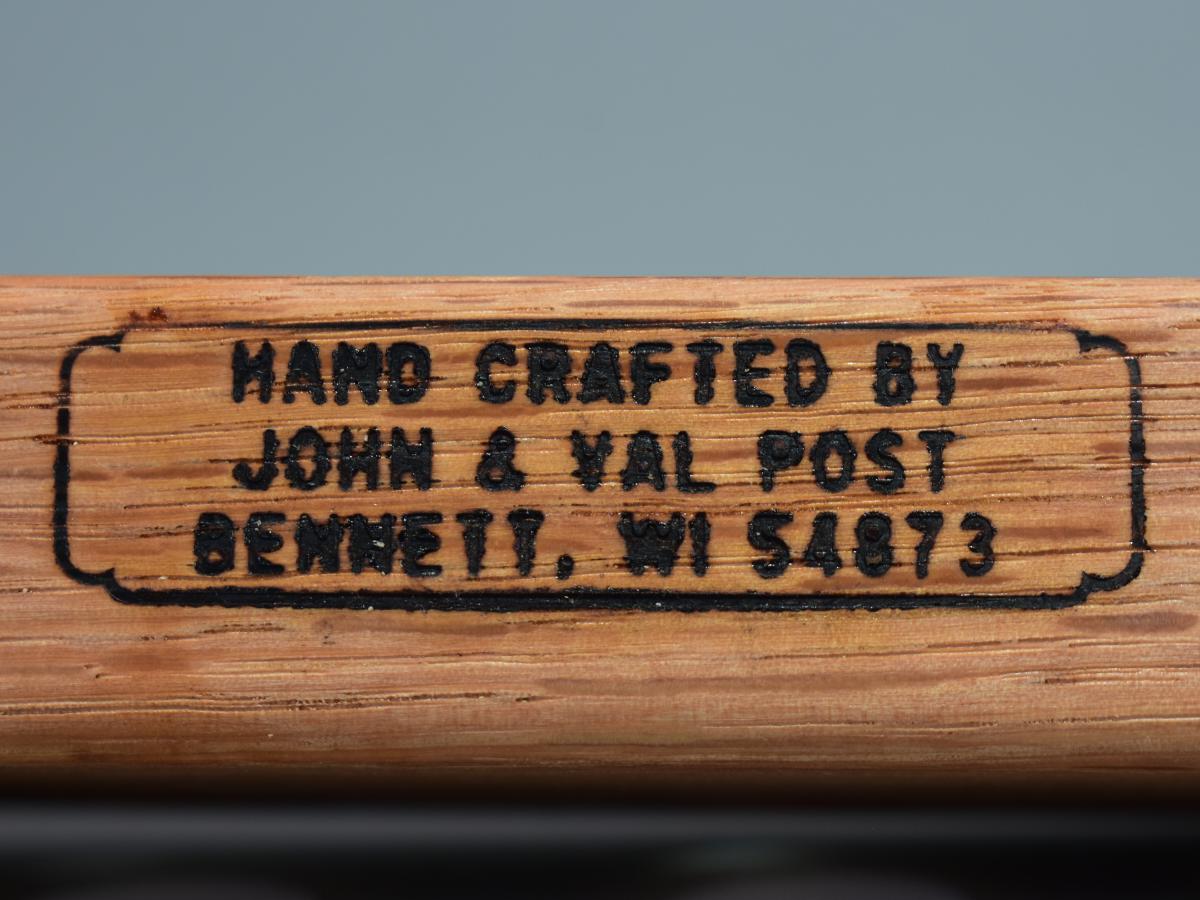 HAND CRAFTED BY
JOHN & VAL POST
BENNETT, WI 54873